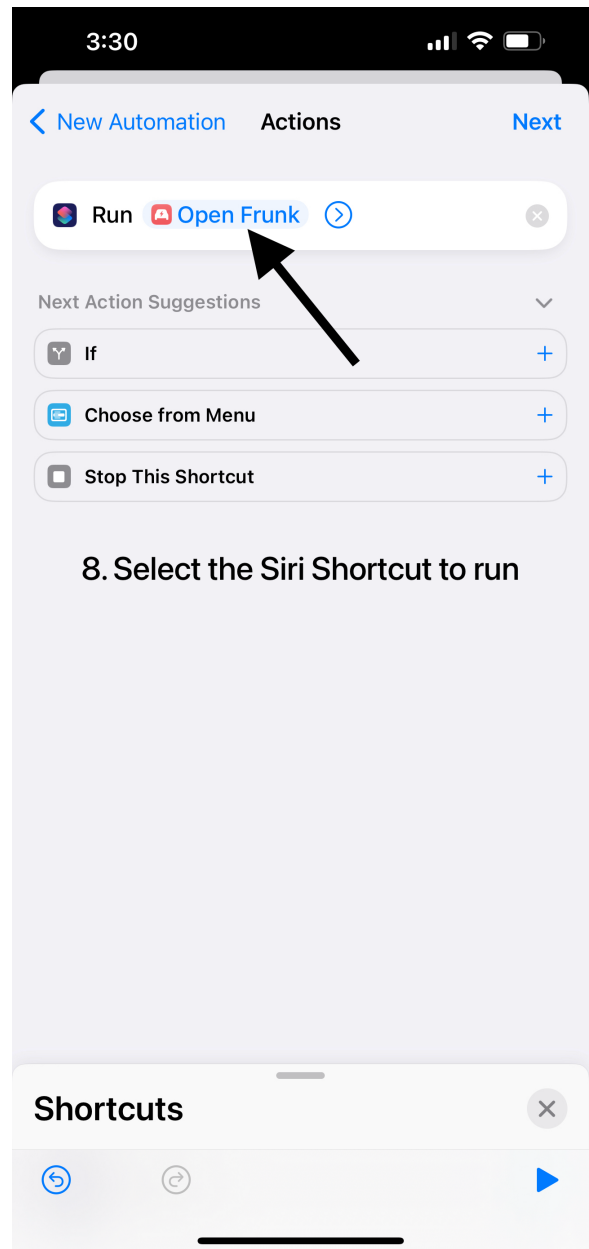 3:30
New Automation Actions Next
Run Open Frunk
Next Action Suggestions
If
Choose from Menu
Stop This Shortcut
8. Select the Siri Shortcut to run
Shortcuts